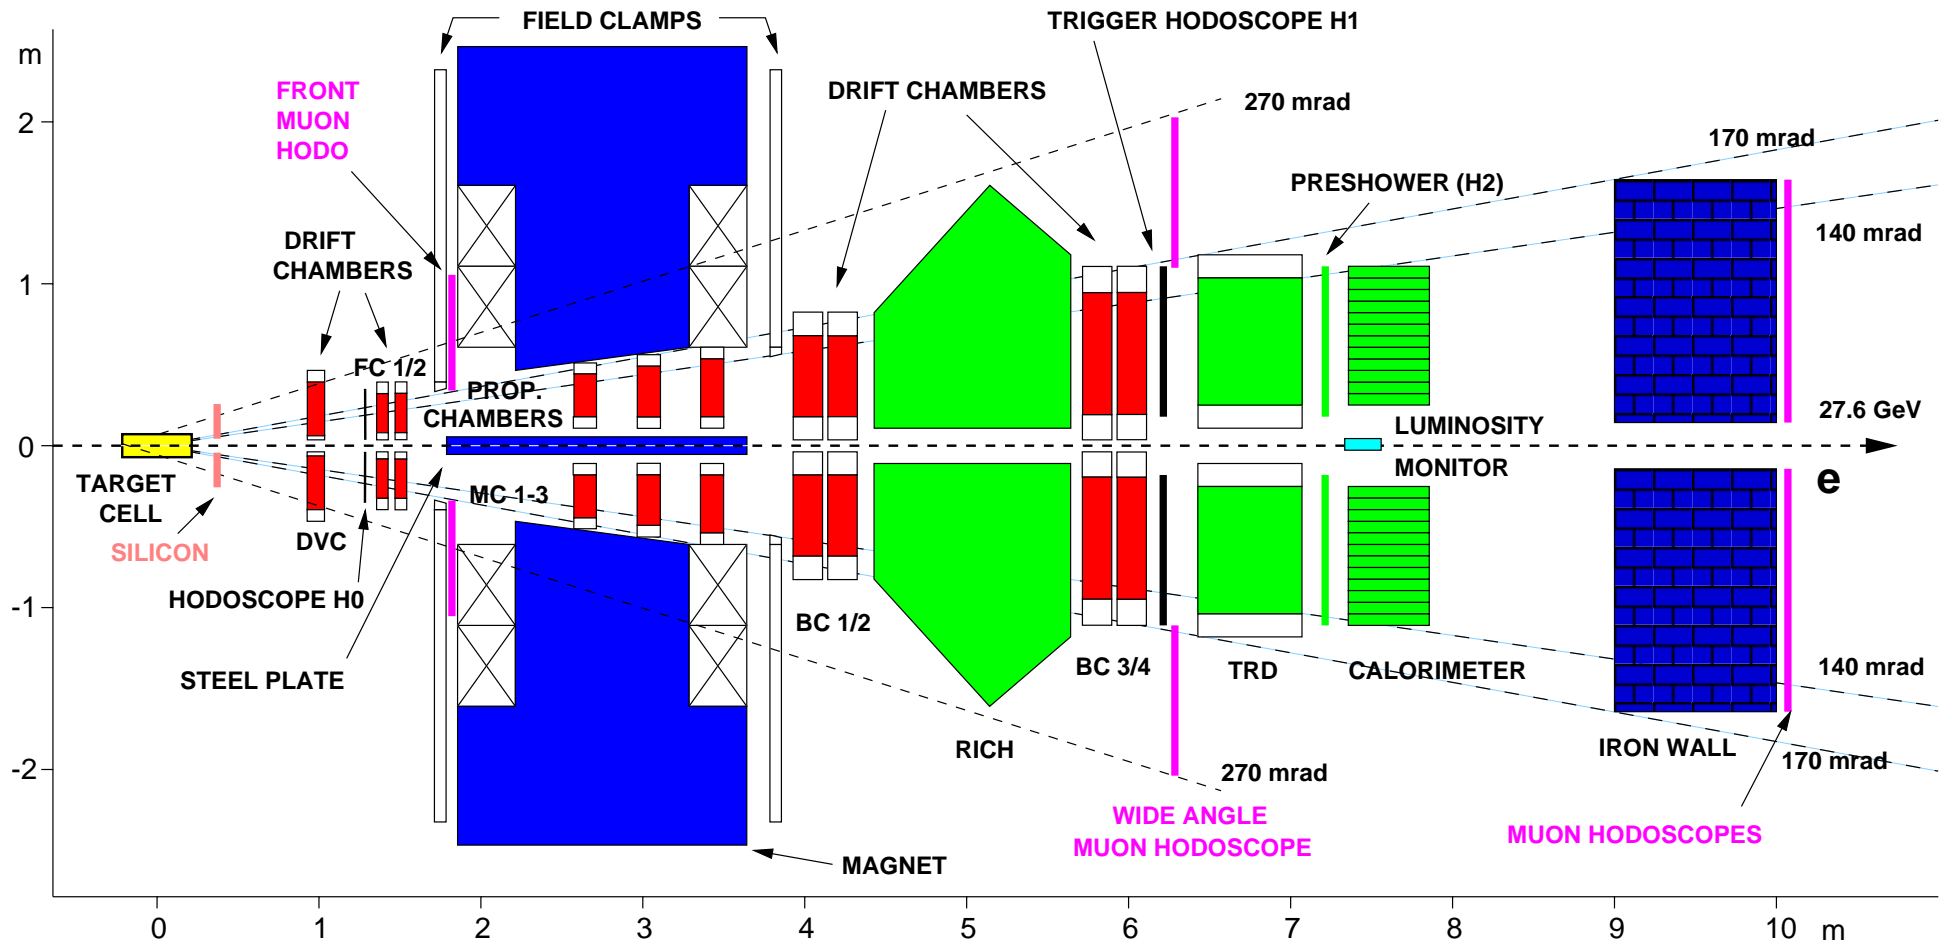 FIELD CLAMPS
TRIGGER HODOSCOPE H1
m
FRONT
MUON
HODO
DRIFT CHAMBERS
270 mrad
2
170 mrad
PRESHOWER (H2)
DRIFT
CHAMBERS
140 mrad
1
FC 1/2
PROP.
CHAMBERS
27.6 GeV
0
LUMINOSITY
MONITOR
TARGET
CELL
MC 1-3
e
SILICON
DVC
HODOSCOPE H0
-1
BC 1/2
STEEL PLATE
BC 3/4
TRD
CALORIMETER
140 mrad
RICH
IRON WALL
170 mrad
-2
270 mrad
WIDE ANGLE
MUON HODOSCOPE
MUON HODOSCOPES
MAGNET
0 1 2 3 4 5 6 7 8 9 10 m